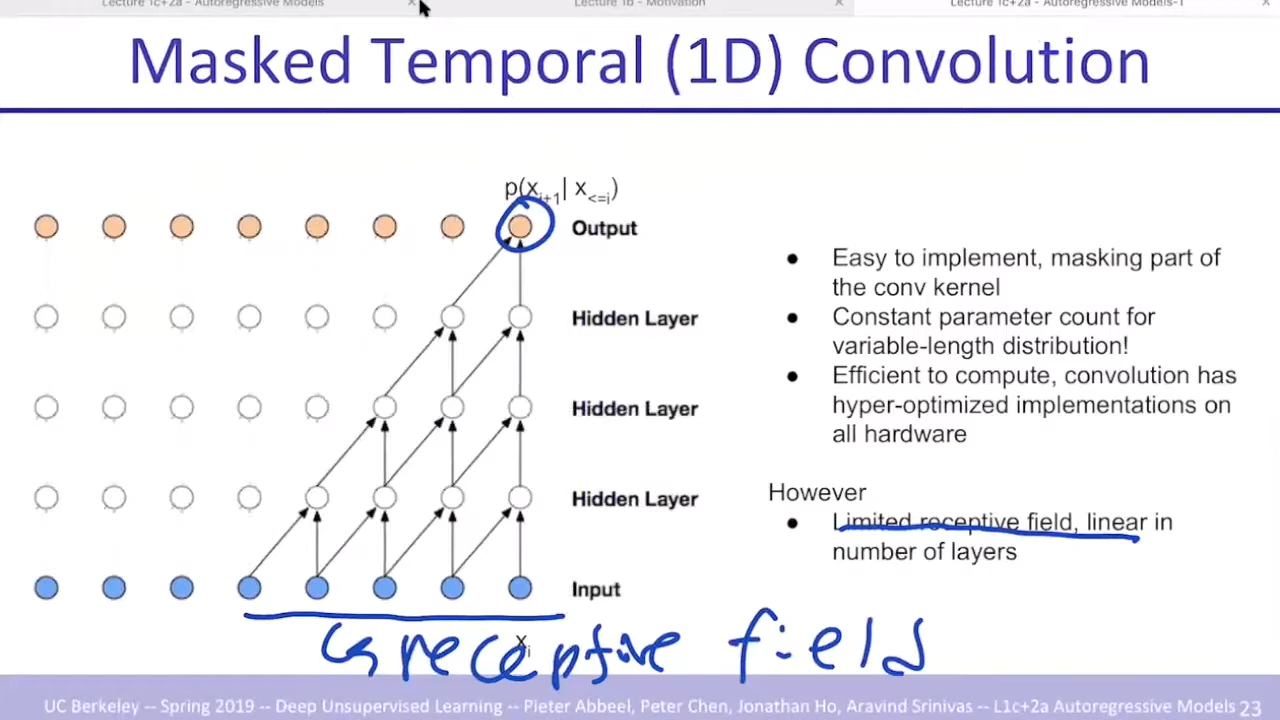 Lecture 1c+2a - Autoregressive Models
Lecture 1b - Motivation
Lecture 1c+2a - Autoregressive Models-1
Masked Temporal (1D) Convolution
p(x_{i+1}| x_{<=i})
Output
Hidden Layer
Hidden Layer
Hidden Layer
Input
x_i
• Easy to implement, masking part of
the conv kernel
• Constant parameter count for
variable-length distribution!
• Efficient to compute, convolution has
hyper-optimized implementations on
all hardware
However
• Limited receptive field, linear in
number of layers
receptive field
UC Berkeley -- Spring 2019 -- Deep Unsupervised Learning -- Pieter Abbeel, Peter Chen, Jonathan Ho, Aravind Srinivas -- L1c+2a Autoregressive Models 23